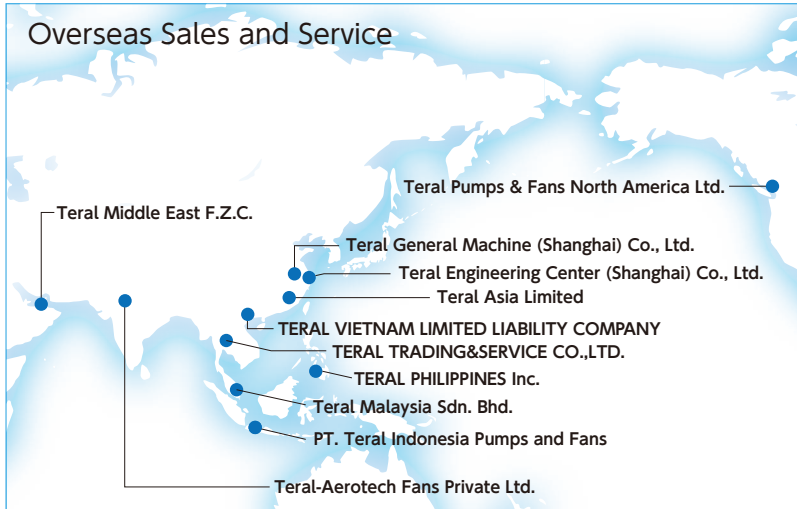 Overseas Sales and Service
Teral Pumps & Fans North America Ltd.
Teral Middle East F.Z.C.
Teral General Machine (Shanghai) Co., Ltd.
Teral Engineering Center (Shanghai) Co., Ltd.
Teral Asia Limited
TERAL VIETNAM LIMITED LIABILITY COMPANY
TERAL TRADING&SERVICE CO.,LTD.
TERAL PHILIPPINES Inc.
Teral Malaysia Sdn. Bhd.
PT. Teral Indonesia Pumps and Fans
Teral-Aerotech Fans Private Ltd.